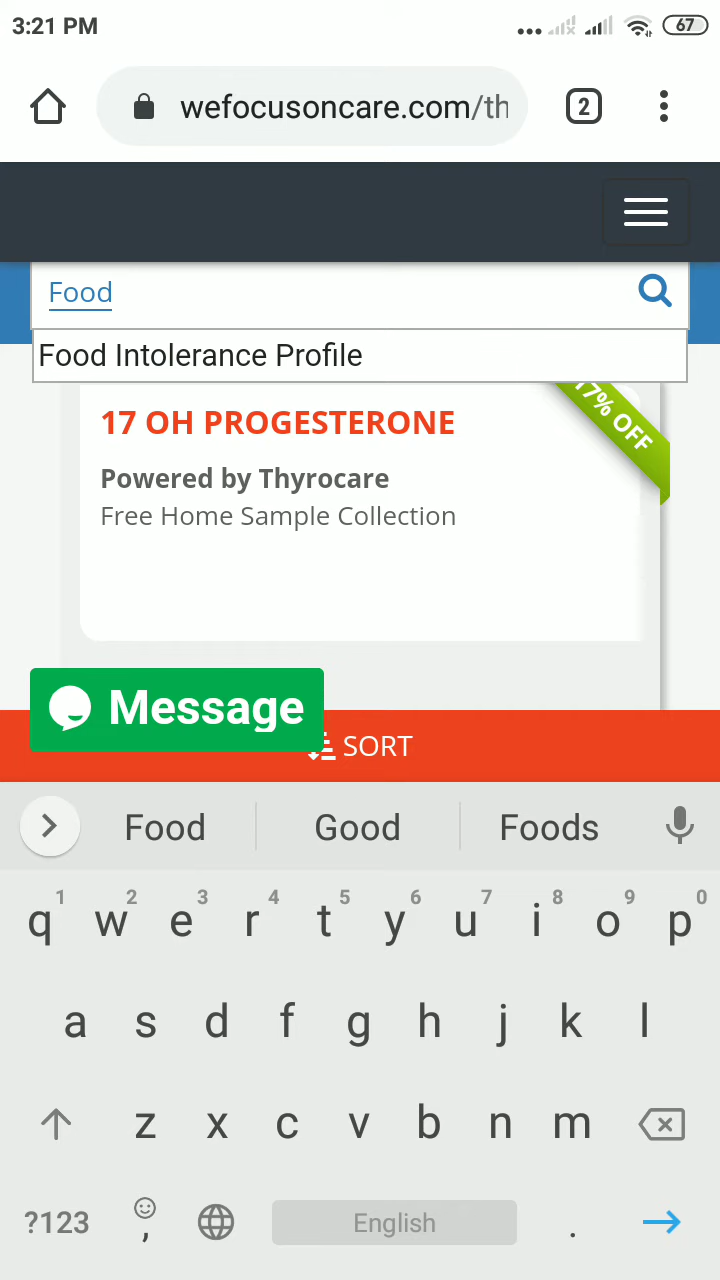 3:21 PM
67
wefocusoncare.com/th
2
Food
Food Intolerance Profile
17% OFF
17 OH PROGESTERONE
Powered by Thyrocare
Free Home Sample Collection
Message
SORT
Food Good Foods
1 2 3 4 5 6 7 8 9 0
q w e r t y u i o p
a s d f g h j k l
z x c v b n m
?123 , English .